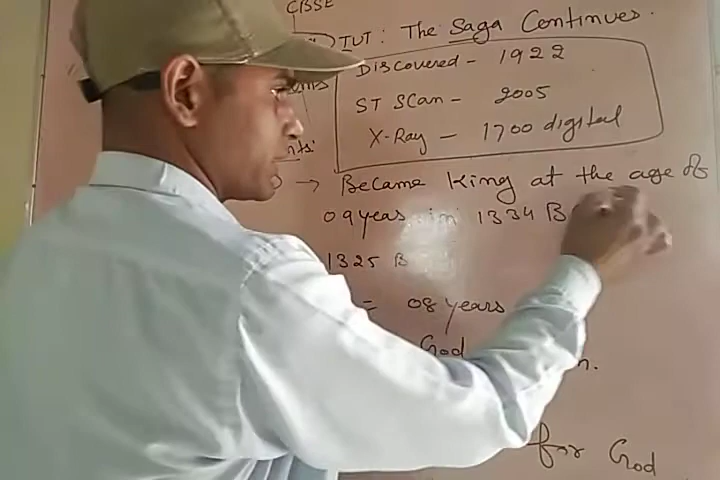 CBSE
TUT : The Saga Continues.
Discovered - 1922
ST SCan - 2005
X-Ray - 1700 digital
→ Became King at the age of
09 years in 1334 B
1325 B
= 08 years
God
n.
for God